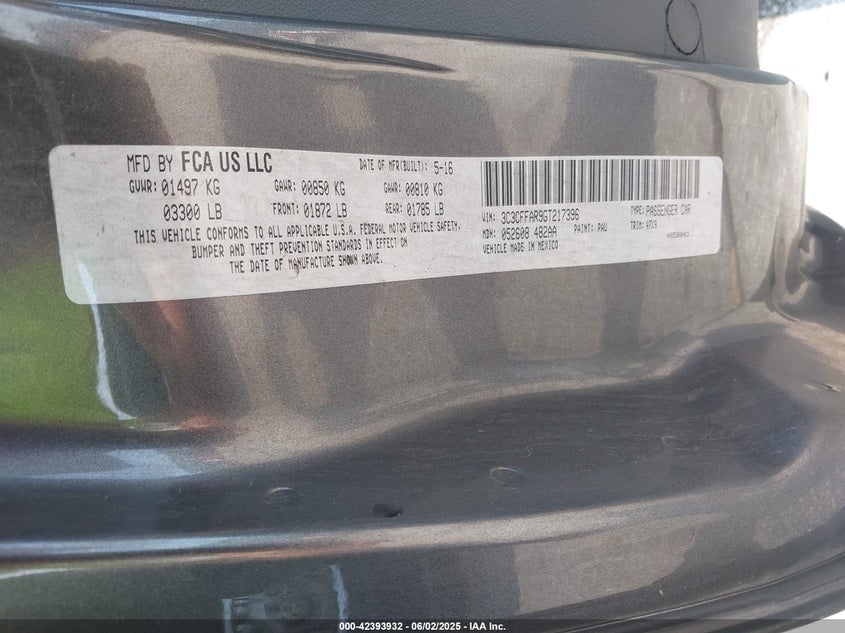 MFD BY FCA US LLC
DATE OF MFR(BUILT): 5-16
GVWR: 01497 KG
GAWR: 00850 KG
GAWR: 00810 KG
03300 LB
FRONT: 01872 LB
REAR: 01785 LB
THIS VEHICLE CONFORMS TO ALL APPLICABLE U.S.A. FEDERAL MOTOR VEHICLE SAFETY,
BUMPER AND THEFT PREVENTION STANDARDS IN EFFECT ON
THE DATE OF MANUFACTURE SHOWN ABOVE.
VIN: 3C3CFFAR9GT217396
TYPE: PASSENGER CAR
MDH: 052608 482AA
PAINT: PAU
TRIM: A7X9
VEHICLE MADE IN MEXICO
000-42393932 - 06/02/2025 - IAA Inc.